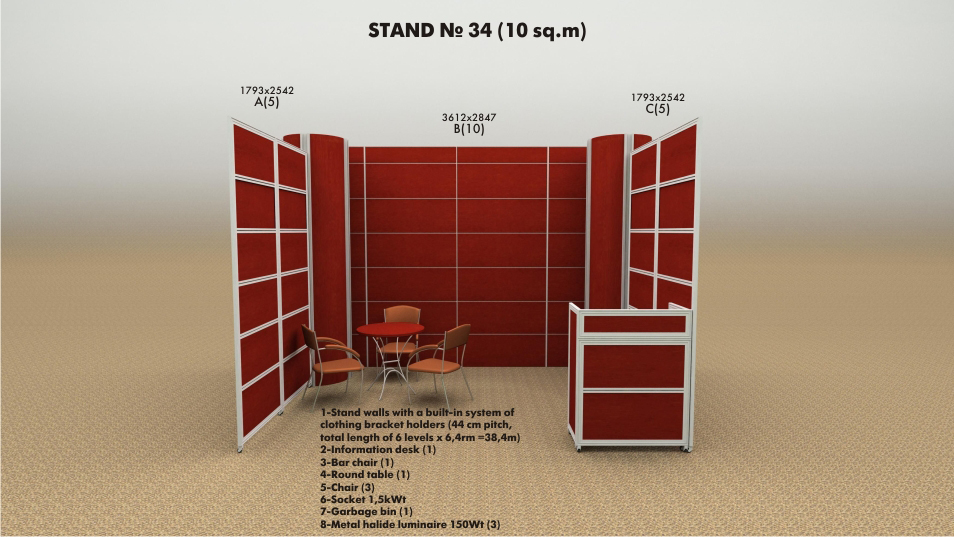 STAND № 34 (10 sq.m)
1793x2542
A(5)
3612x2847
B(10)
1793x2542
C(5)
1-Stand walls with a built-in system of
clothing bracket holders (44 cm pitch,
total length of 6 levels x 6,4rm =38,4m)
2-Information desk (1)
3-Bar chair (1)
4-Round table (1)
5-Chair (3)
6-Socket 1,5kWt
7-Garbage bin (1)
8-Metal halide luminaire 150Wt (3)